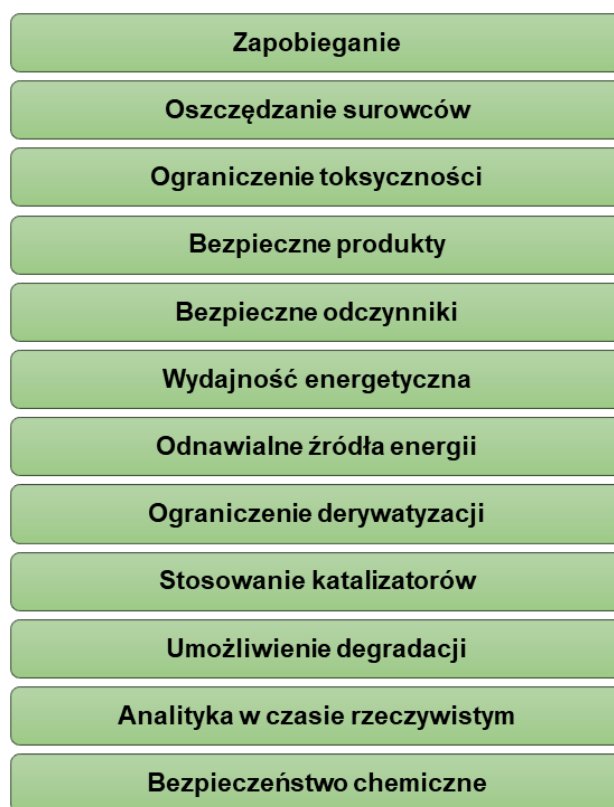 Zapobieganie
Oszczędzanie surowców
Ograniczenie toksyczności
Bezpieczne produkty
Bezpieczne odczynniki
Wydajność energetyczna
Odnawialne źródła energii
Ograniczenie derywatyzacji
Stosowanie katalizatorów
Umożliwienie degradacji
Analityka w czasie rzeczywistym
Bezpieczeństwo chemiczne